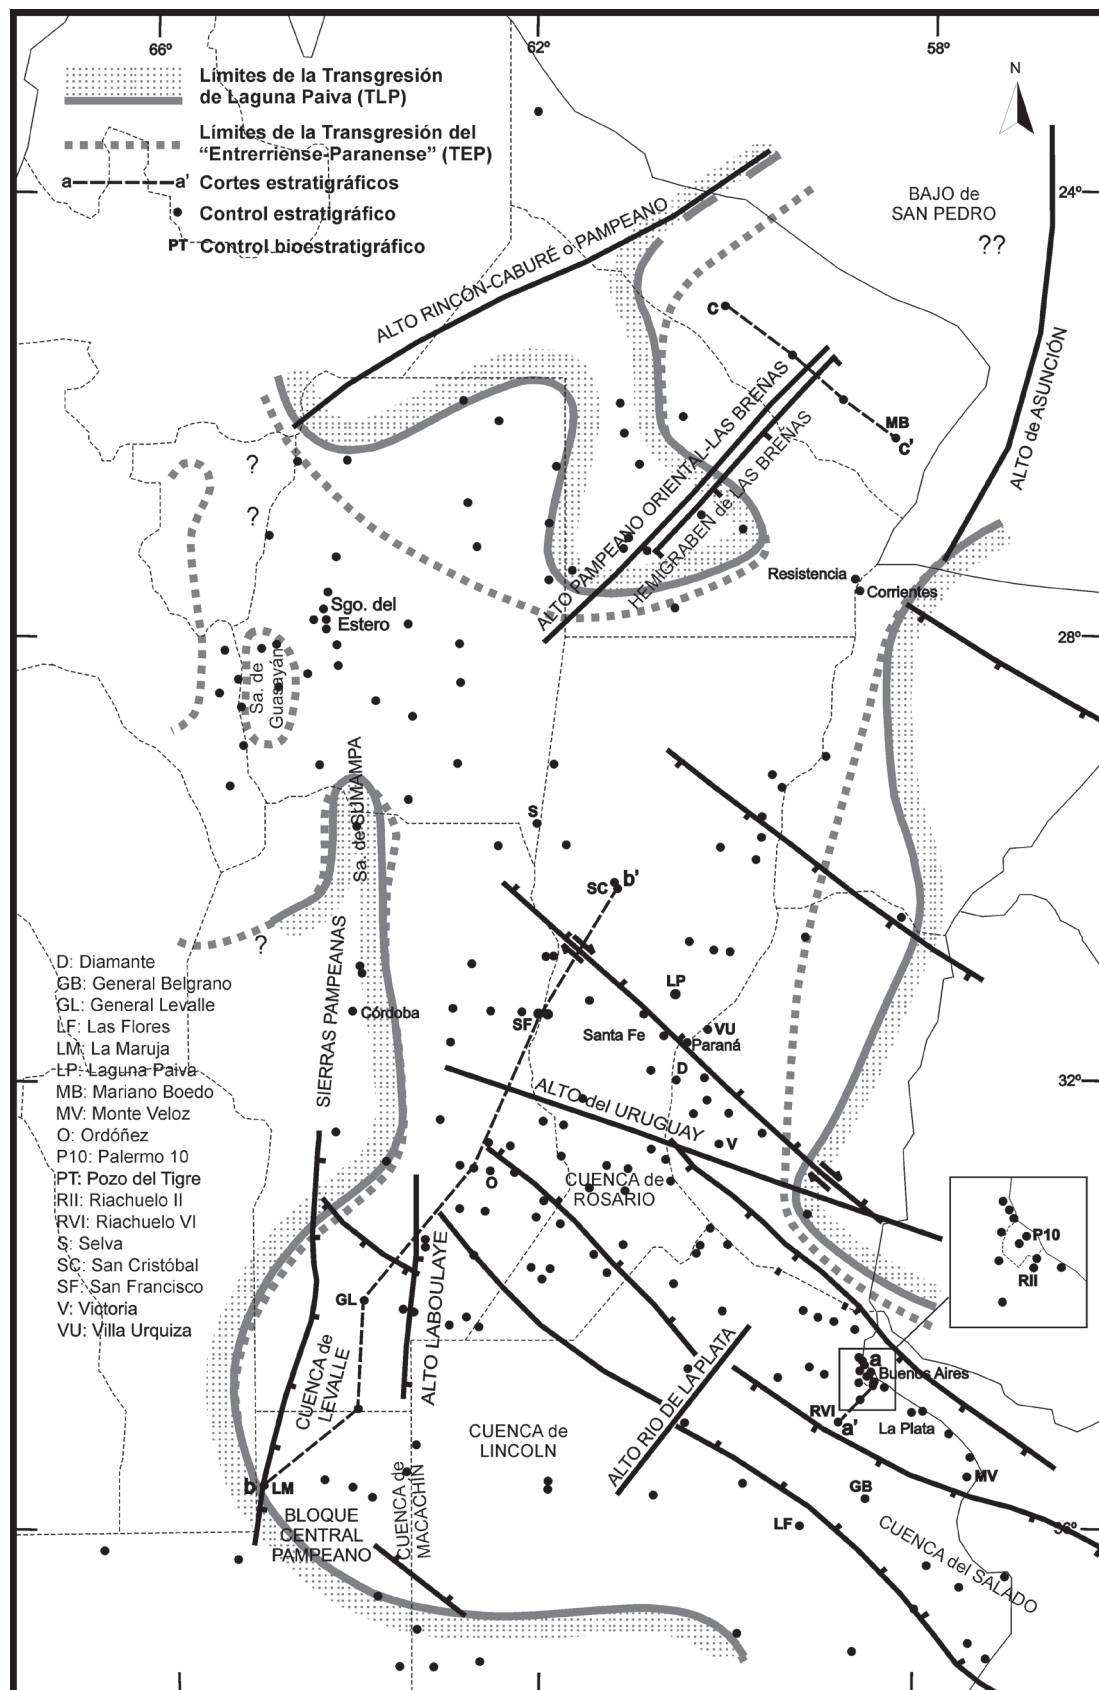 66º
62º
58º
Límites de la Transgresión
de Laguna Paiva (TLP)
Límites de la Transgresión del
“Entrerriense-Paranense” (TEP)
a a' Cortes estratigráficos
Control estratigráfico
PT Control bioestratigráfico
N
BAJO de
SAN PEDRO
??
24º
ALTO RINCÓN-CABURÉ o PAMPEANO
C
MB
C'
ALTO de ASUNCIÓN
ALTO PAMPEANO ORIENTAL-LAS BREÑAS
HEMIGRABEN de LAS BREÑAS
?
?
Resistencia
Corrientes
Sgo. del
Estero
28º
Sa. de
Guasayán
Sa. de SUMAMPA
S
SC
b'
?
SIERRAS PAMPEANAS
D: Diamante
GB: General Belgrano
GL: General Levalle
LF: Las Flores
LM: La Maruja
LP: Laguna Paiva
MB: Mariano Boedo
MV: Monte Veloz
O: Ordóñez
P10: Palermo 10
PT: Pozo del Tigre
RII: Riachuelo II
RVI: Riachuelo VI
S: Selva
SC: San Cristóbal
SF: San Francisco
V: Victoria
VU: Villa Urquiza
Córdoba
LP
SF
Santa Fe
VU
Paraná
D
32º
ALTO del URUGUAY
V
O
CUENCA de
ROSARIO
P10
RII
GL
ALTO LABOULAYE
CUENCA de
LEVALLE
ALTO RIO DE LA PLATA
a
Buenos Aires
RVI
a'
La Plata
CUENCA de
LINCOLN
b
LM
CUENCA de
MACACHÍN
BLOQUE
CENTRAL
PAMPEANO
MV
GB
LF
36º
CUENCA del SALADO